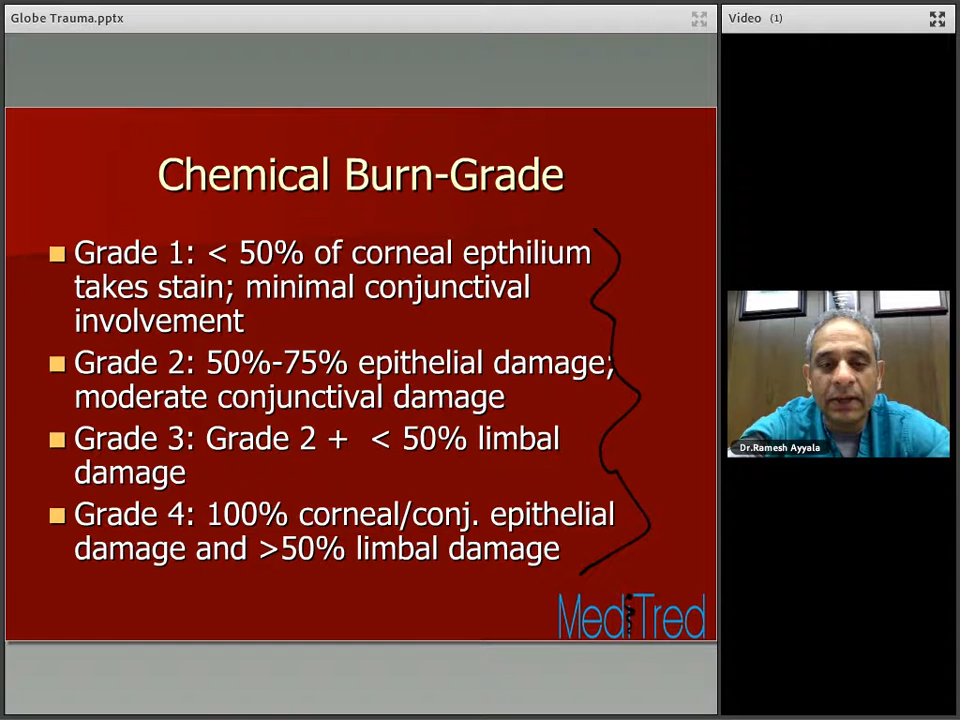 Globe Trauma.pptx
Video (1)
Chemical Burn-Grade
Grade 1: < 50% of corneal epthilium
takes stain; minimal conjunctival
involvement
Grade 2: 50%-75% epithelial damage;
moderate conjunctival damage
Grade 3: Grade 2 + < 50% limbal
damage
Grade 4: 100% corneal/conj. epithelial
damage and >50% limbal damage
MediTred
Dr.Ramesh Ayyala